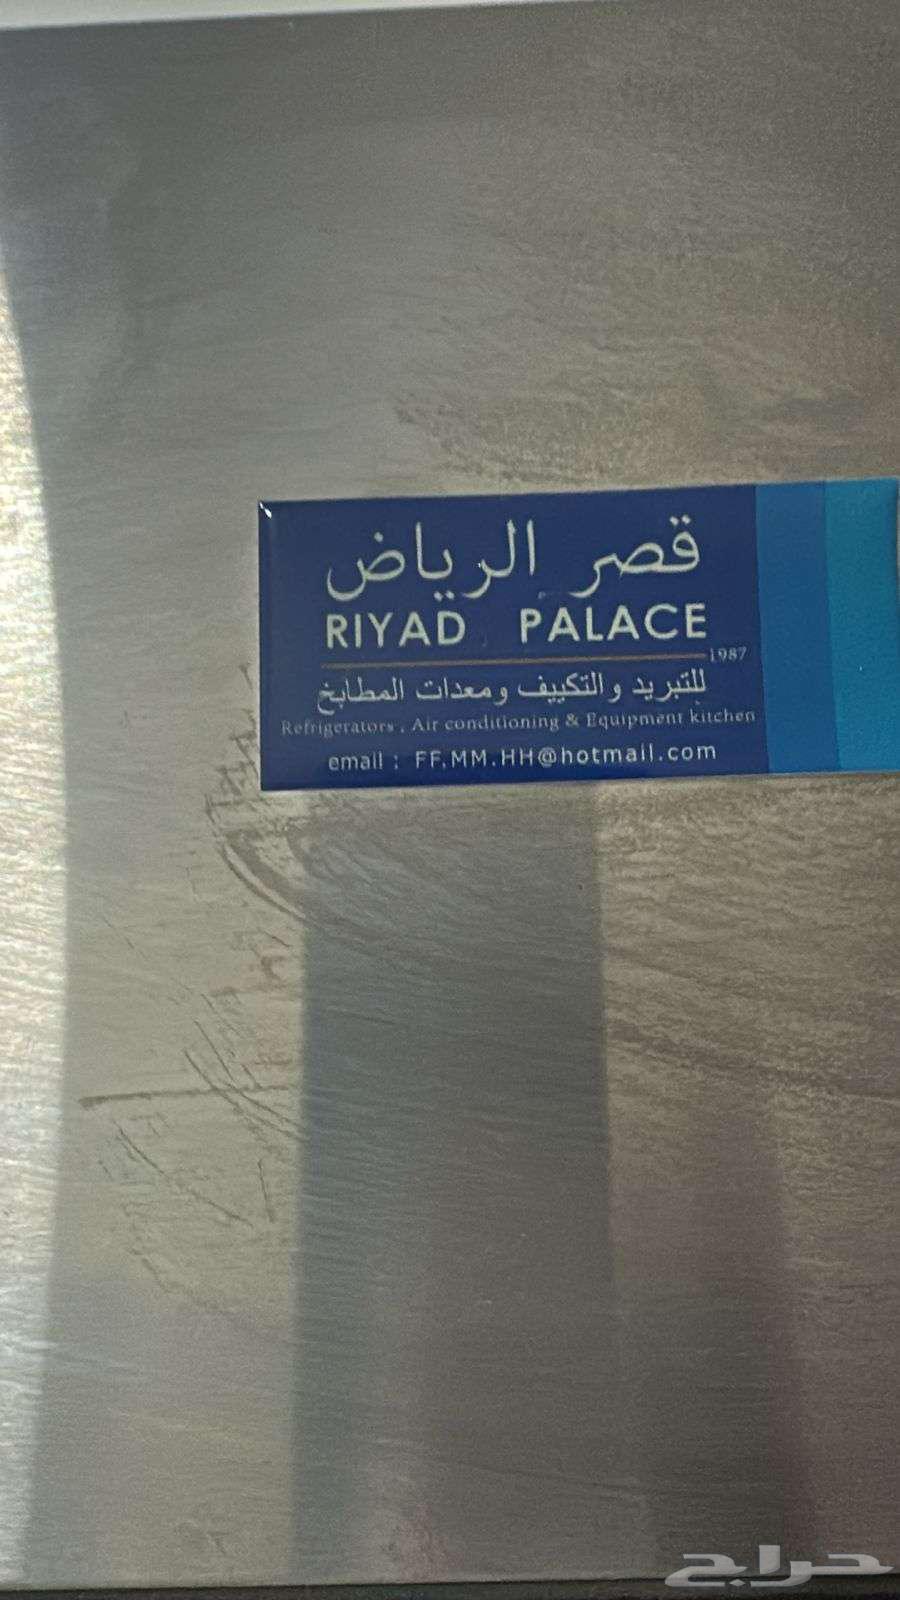 قصر الرياض
RIYAD PALACE
1987
للتبريد والتكييف ومعدات المطابخ
Refrigerators , Air conditioning & Equipment kitchen
email : FF.MM.HH@hotmail.com
حراج